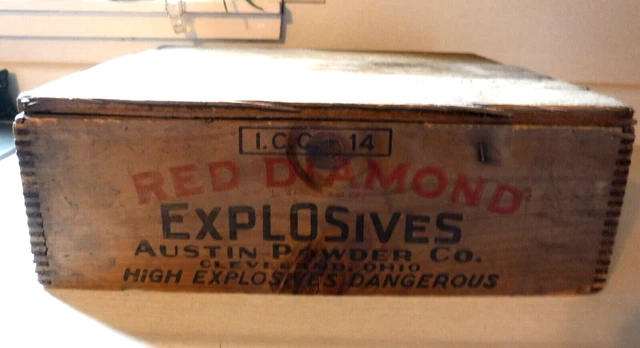 I.C.C. - 14
RED DIAMOND
EXPLOSIVES
AUSTIN POWDER CO.
CLEVELAND, OHIO
HIGH EXPLOSIVES DANGEROUS